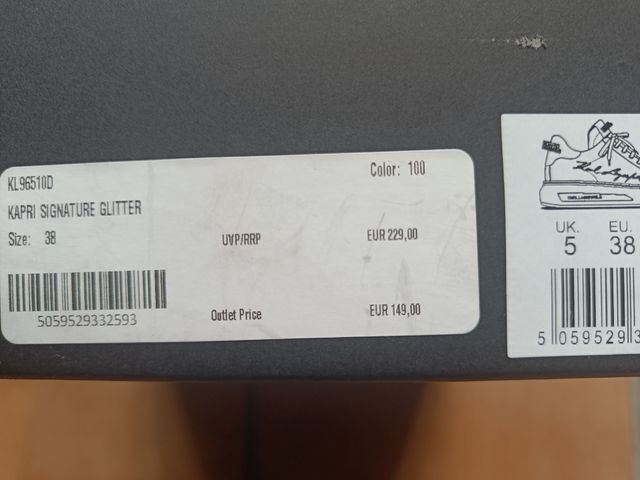 KL96510D
Color: 100
KAPRI SIGNATURE GLITTER
Size: 38
UVP/RRP EUR 229,00
5059529332593
Outlet Price EUR 149,00
UK. EU.
5 38
5 059529 3